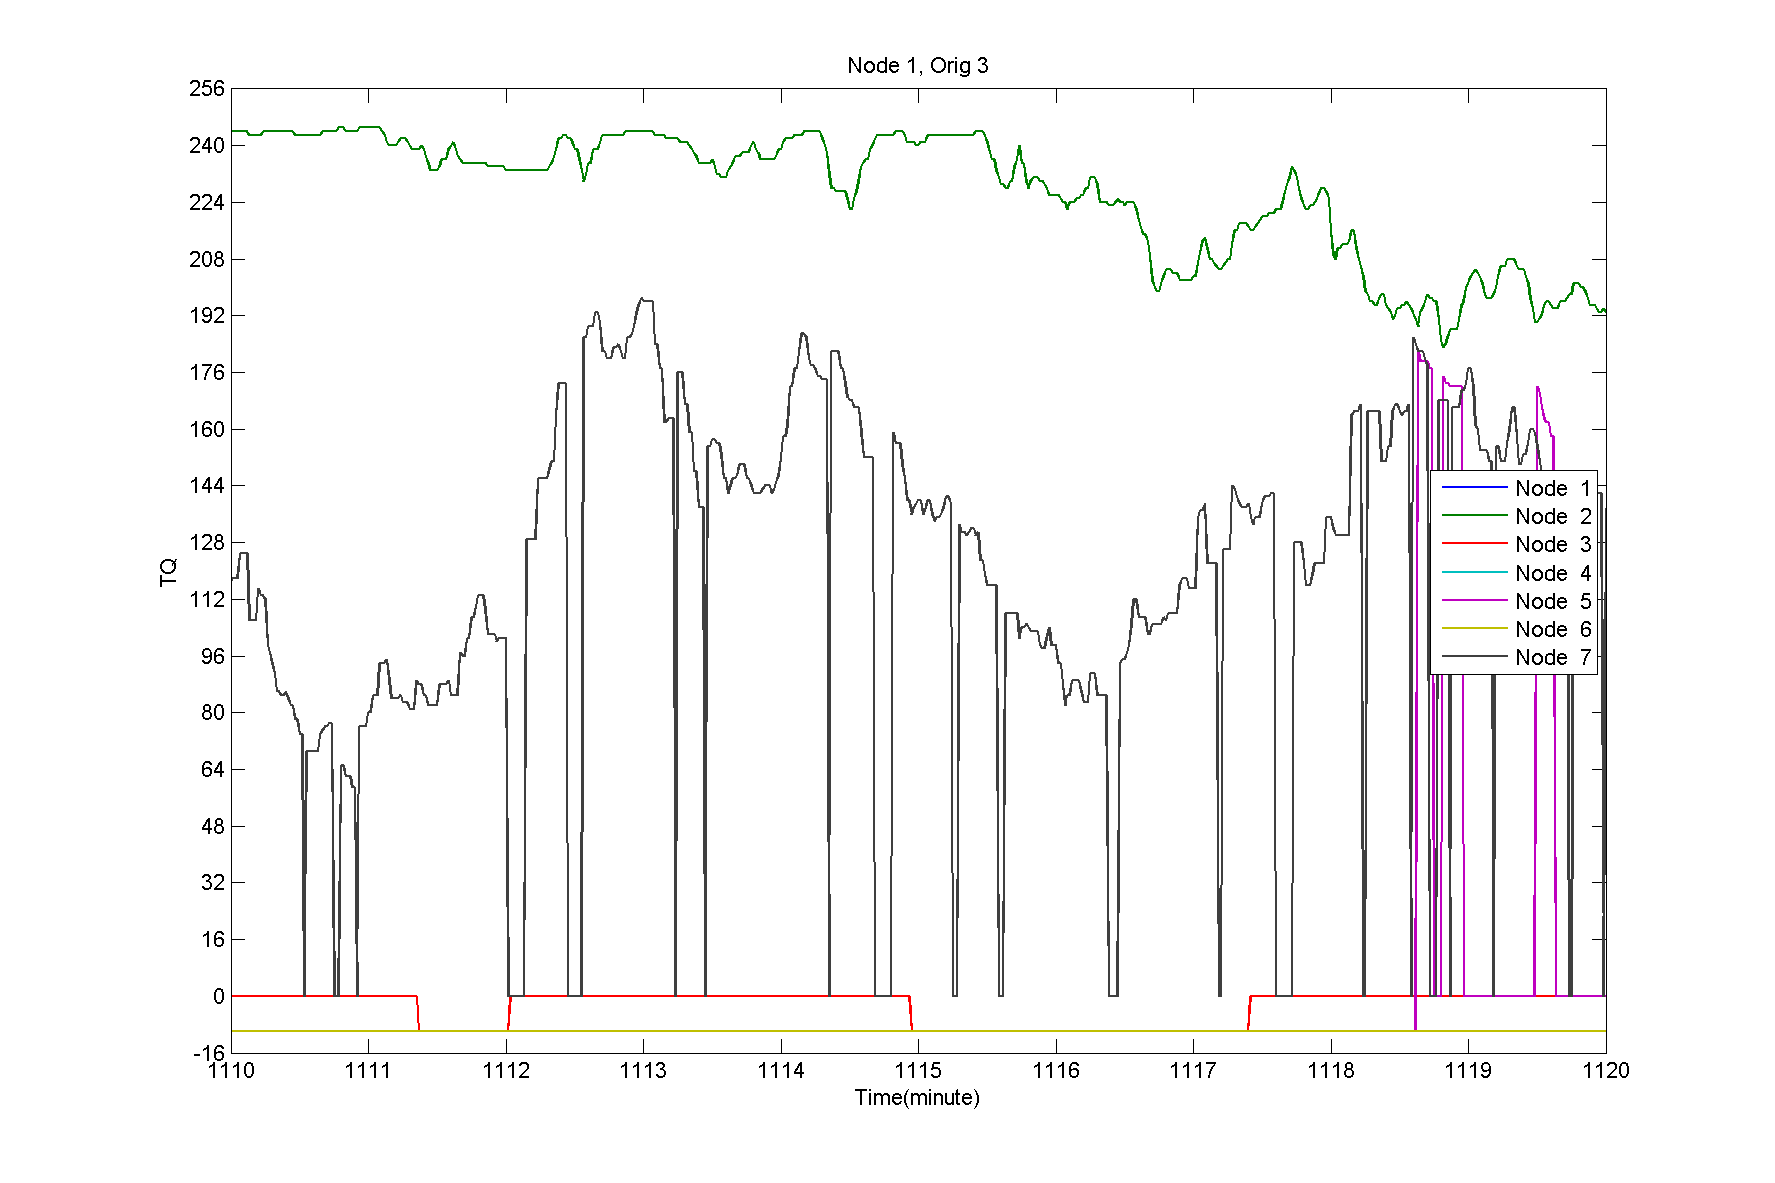 Node 1, Orig 3
256
240
224
208
192
176
160
144
128
112
96
80
64
48
32
16
0
-16
TQ
Node 1
Node 2
Node 3
Node 4
Node 5
Node 6
Node 7
1110 1111 1112 1113 1114 1115 1116 1117 1118 1119 1120
Time(minute)